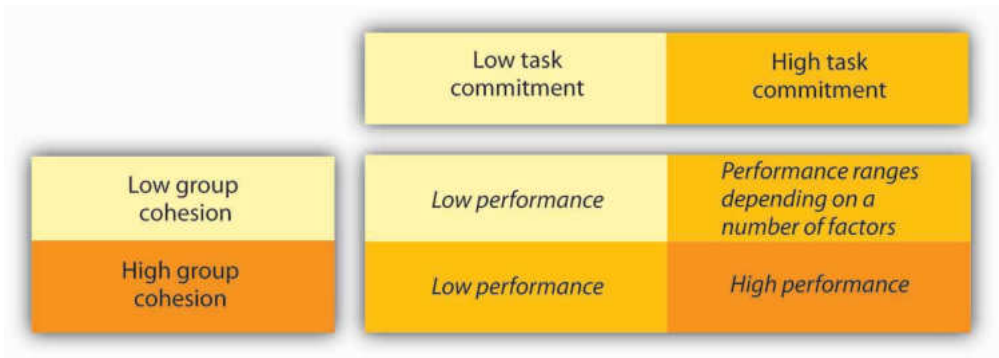 Low task
commitment
High task
commitment
Low group
cohesion
Low performance
Performance ranges
depending on a
number of factors
High group
cohesion
Low performance
High performance